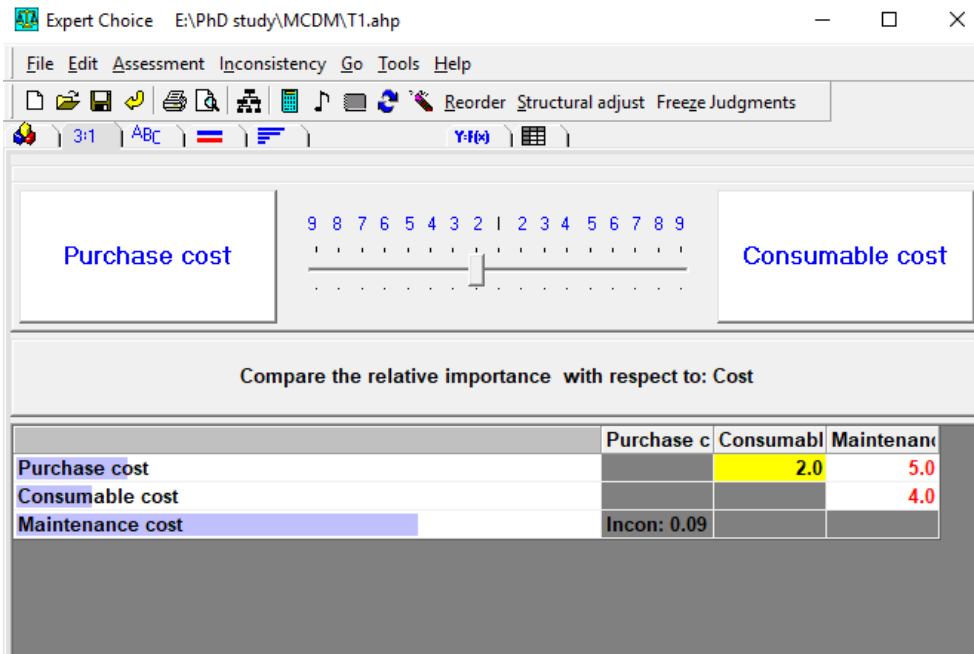 Expert Choice E:\PhD study\MCDM\T1.ahp
File Edit Assessment Inconsistency Go Tools Help
Reorder Structural adjust Freeze Judgments
3:1 ABC Y=F(x)
9 8 7 6 5 4 3 2 1 2 3 4 5 6 7 8 9
Purchase cost Consumable cost
Compare the relative importance with respect to: Cost
Purchase c Consumabl Maintenanc
Purchase cost 2.0 5.0
Consumable cost 4.0
Maintenance cost Incon: 0.09